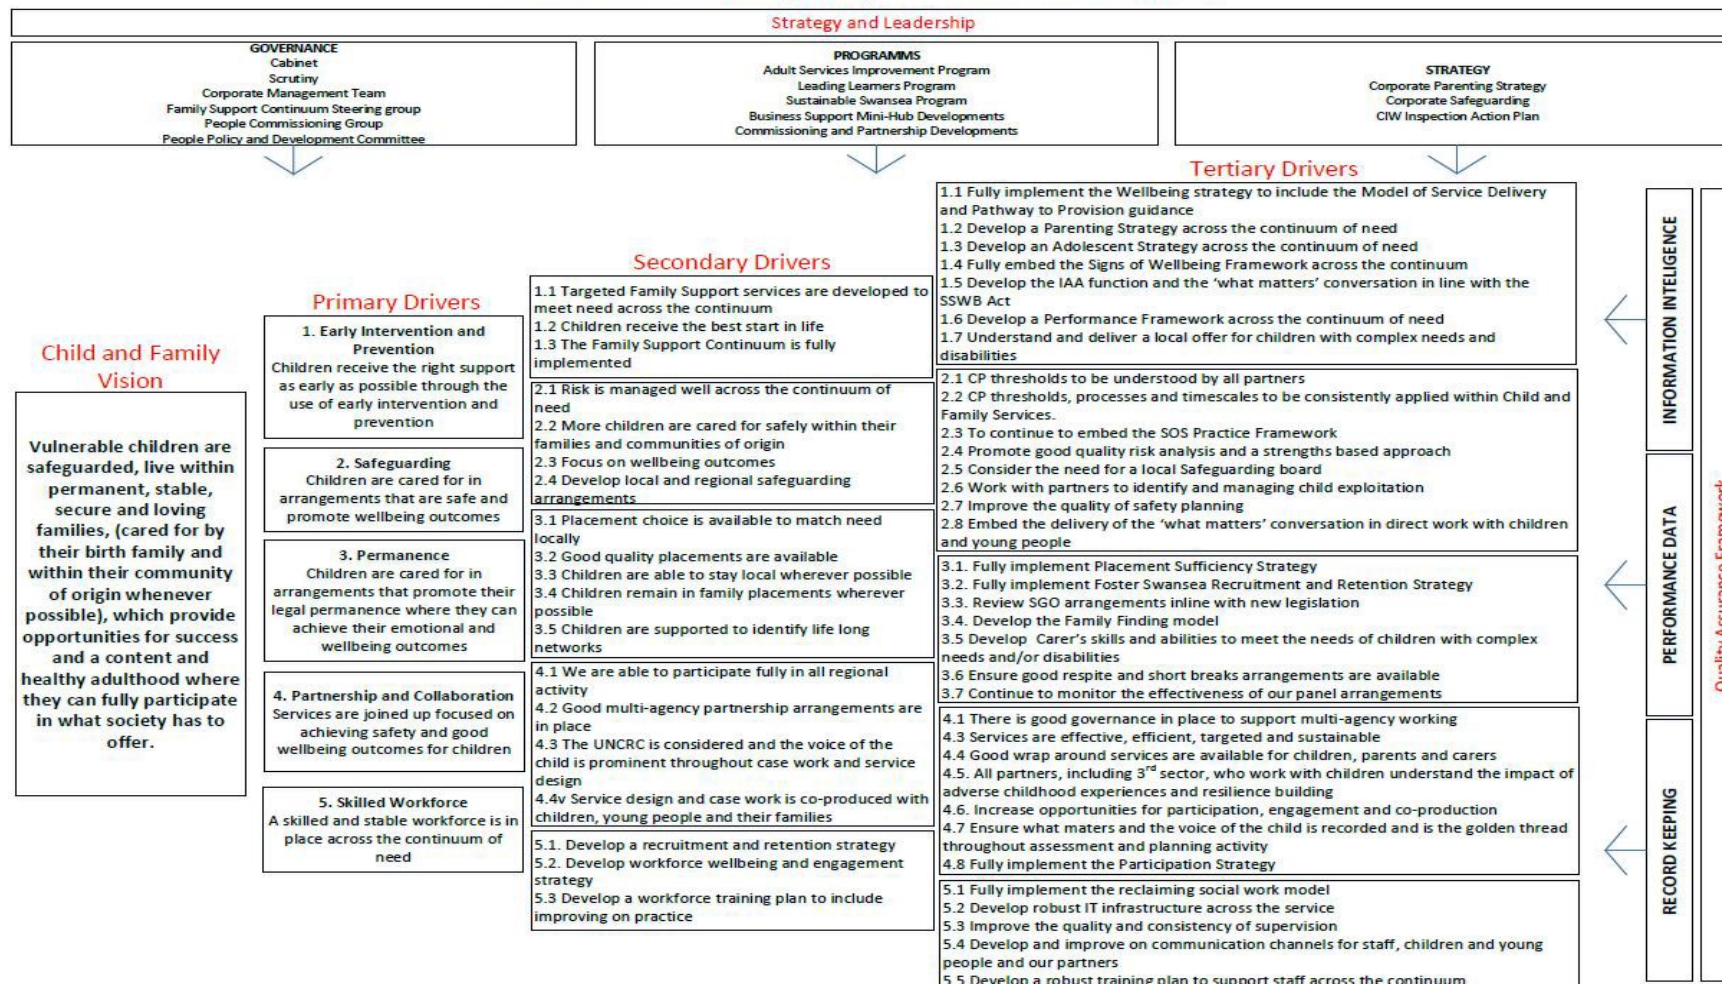 Strategy and Leadership
GOVERNANCE
Cabinet
Scrutiny
Corporate Management Team
Family Support Continuum Steering group
People Commissioning Group
People Policy and Development Committee
PROGRAMMS
Adult Services Improvement Program
Leading Learners Program
Sustainable Swansea Program
Business Support Mini-Hub Developments
Commissioning and Partnership Developments
STRATEGY
Corporate Parenting Strategy
Corporate Safeguarding
CIW Inspection Action Plan
Child and Family
Vision
Vulnerable children are
safeguarded, live within
permanent, stable,
secure and loving
families, (cared for by
their birth family and
within their community
of origin whenever
possible), which provide
opportunities for success
and a content and
healthy adulthood where
they can fully participate
in what society has to
offer.
Primary Drivers
1. Early Intervention and
Prevention
Children receive the right support
as early as possible through the
use of early intervention and
prevention
2. Safeguarding
Children are cared for in
arrangements that are safe and
promote wellbeing outcomes
3. Permanence
Children are cared for in
arrangements that promote their
legal permanence where they can
achieve their emotional and
wellbeing outcomes
4. Partnership and Collaboration
Services are joined up focused on
achieving safety and good
wellbeing outcomes for children
5. Skilled Workforce
A skilled and stable workforce is in
place across the continuum of
need
Secondary Drivers
1.1 Targeted Family Support services are developed to
meet need across the continuum
1.2 Children receive the best start in life
1.3 The Family Support Continuum is fully
implemented
2.1 Risk is managed well across the continuum of
need
2.2 More children are cared for safely within their
families and communities of origin
2.3 Focus on wellbeing outcomes
2.4 Develop local and regional safeguarding
arrangements
3.1 Placement choice is available to match need
locally
3.2 Good quality placements are available
3.3 Children are able to stay local wherever possible
3.4 Children remain in family placements wherever
possible
3.5 Children are supported to identify life long
networks
4.1 We are able to participate fully in all regional
activity
4.2 Good multi-agency partnership arrangements are
in place
4.3 The UNCRC is considered and the voice of the
child is prominent throughout case work and service
design
4.4v Service design and case work is co-produced with
children, young people and their families
5.1. Develop a recruitment and retention strategy
5.2. Develop workforce wellbeing and engagement
strategy
5.3 Develop a workforce training plan to include
improving on practice
Tertiary Drivers
1.1 Fully implement the Wellbeing strategy to include the Model of Service Delivery
and Pathway to Provision guidance
1.2 Develop a Parenting Strategy across the continuum of need
1.3 Develop an Adolescent Strategy across the continuum of need
1.4 Fully embed the Signs of Wellbeing Framework across the continuum
1.5 Develop the IAA function and the ‘what matters’ conversation in line with the
SSWB Act
1.6 Develop a Performance Framework across the continuum of need
1.7 Understand and deliver a local offer for children with complex needs and
disabilities
2.1 CP thresholds to be understood by all partners
2.2 CP thresholds, processes and timescales to be consistently applied within Child and
Family Services.
2.3 To continue to embed the SOS Practice Framework
2.4 Promote good quality risk analysis and a strengths based approach
2.5 Consider the need for a local Safeguarding board
2.6 Work with partners to identify and managing child exploitation
2.7 Improve the quality of safety planning
2.8 Embed the delivery of the ‘what matters’ conversation in direct work with children
and young people
3.1. Fully implement Placement Sufficiency Strategy
3.2. Fully implement Foster Swansea Recruitment and Retention Strategy
3.3. Review SGO arrangements inline with new legislation
3.4. Develop the Family Finding model
3.5 Develop Carer’s skills and abilities to meet the needs of children with complex
needs and/or disabilities
3.6 Ensure good respite and short breaks arrangements are available
3.7 Continue to monitor the effectiveness of our panel arrangements
4.1 There is good governance in place to support multi-agency working
4.3 Services are effective, efficient, targeted and sustainable
4.4 Good wrap around services are available for children, parents and carers
4.5. All partners, including 3rd sector, who work with children understand the impact of
adverse childhood experiences and resilience building
4.6. Increase opportunities for participation, engagement and co-production
4.7 Ensure what maters and the voice of the child is recorded and is the golden thread
throughout assessment and planning activity
4.8 Fully implement the Participation Strategy
5.1 Fully implement the reclaiming social work model
5.2 Develop robust IT infrastructure across the service
5.3 Improve the quality and consistency of supervision
5.4 Develop and improve on communication channels for staff, children and young
people and our partners
5.5 Develop a robust training plan to support staff across the continuum
INFORMATION INTELIGENCE
PERFORMANCE DATA
RECORD KEEPING
Quality Assurance Framework